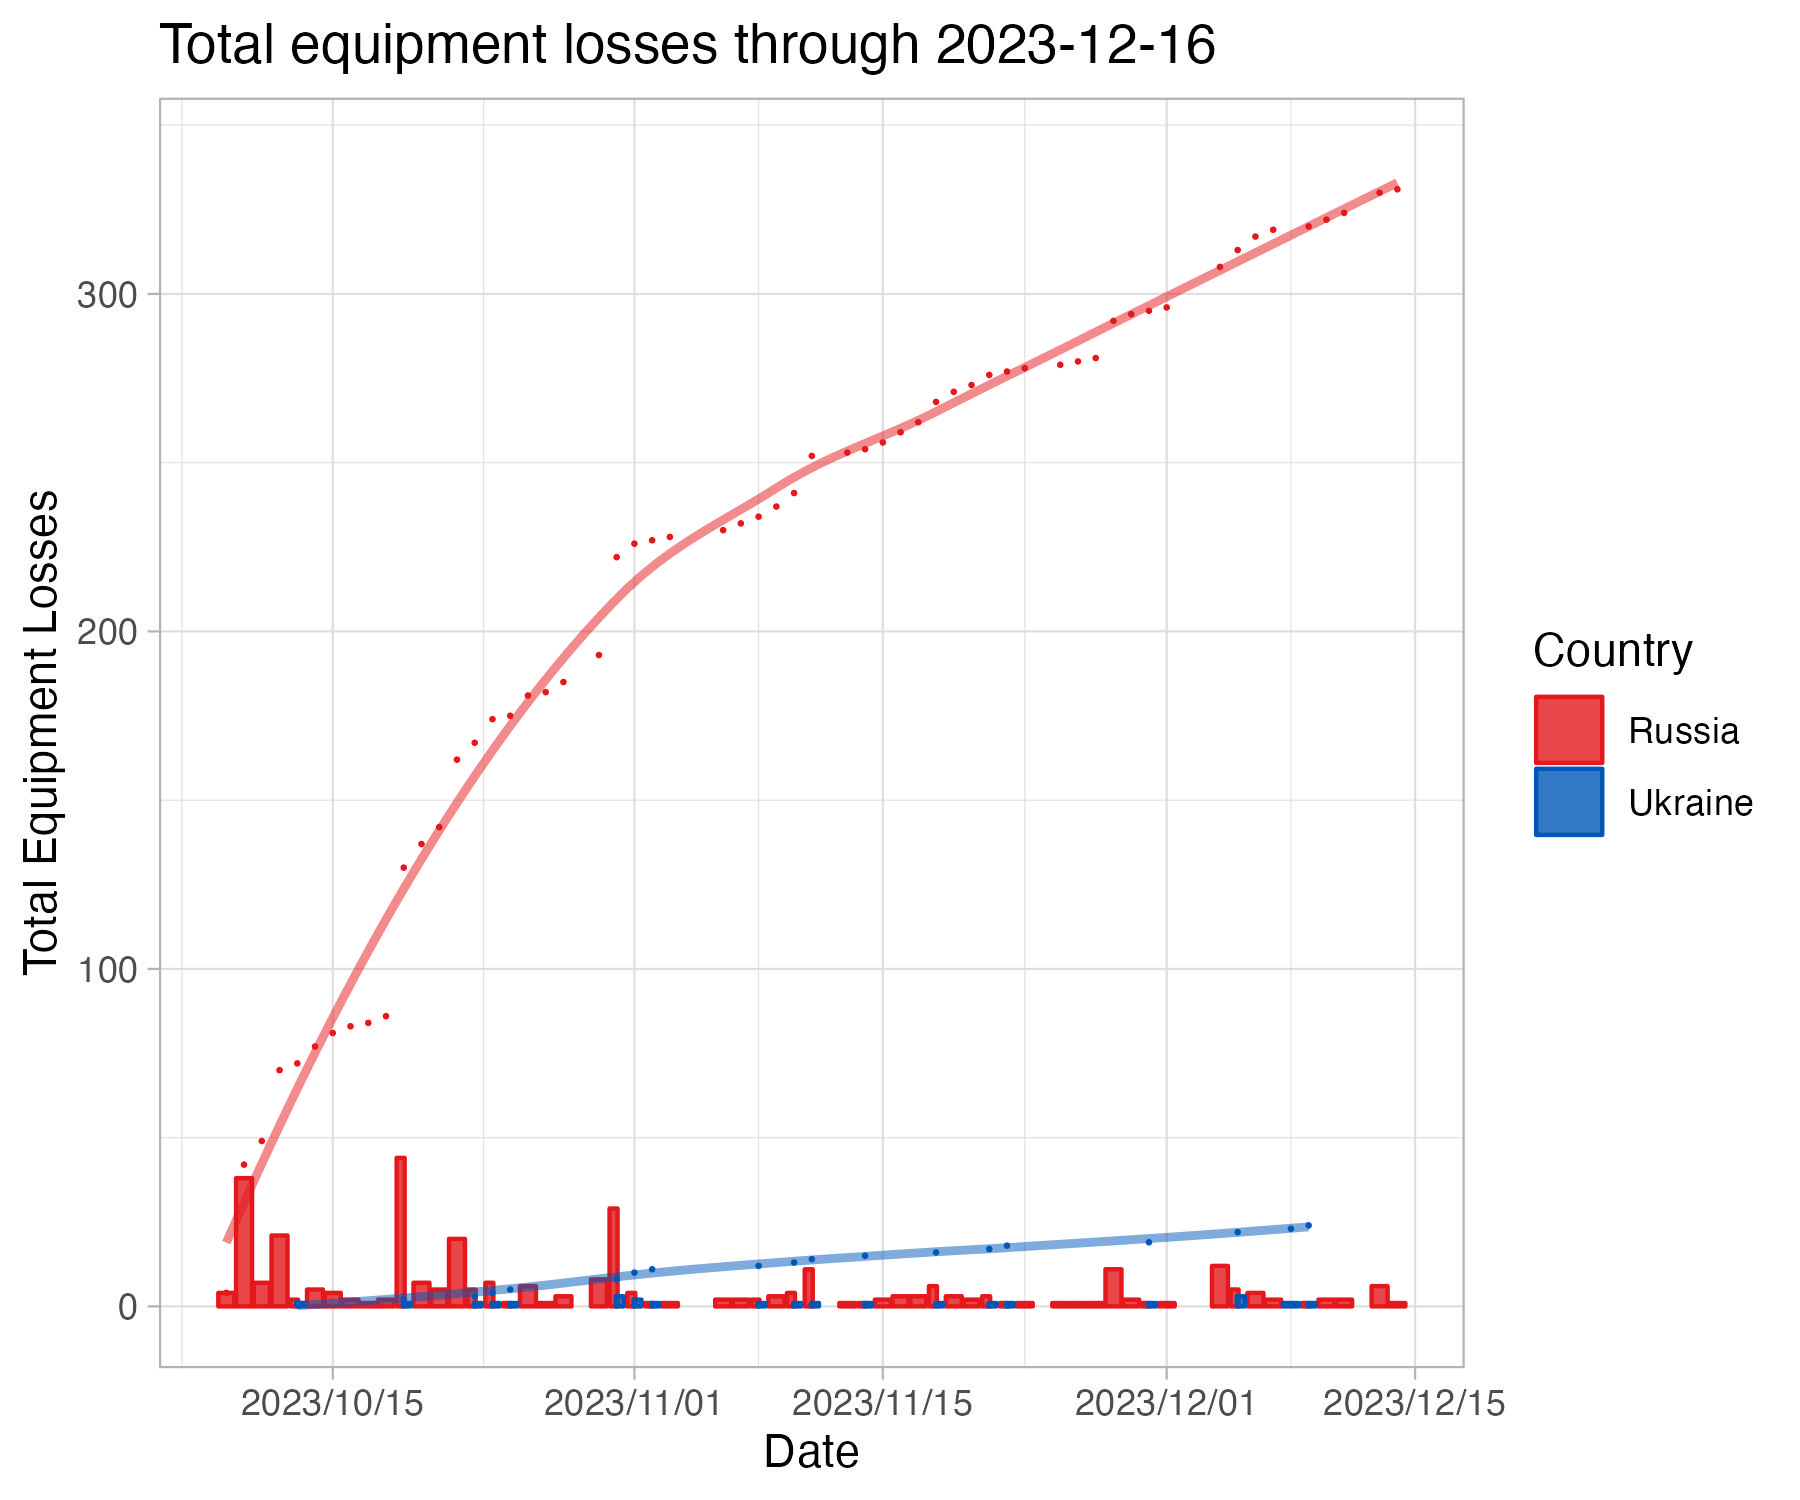 Total equipment losses through 2023-12-16
Total Equipment Losses
300
200
100
0
2023/10/15
2023/11/01
2023/11/15
2023/12/01
2023/12/15
Date
Country
Russia
Ukraine